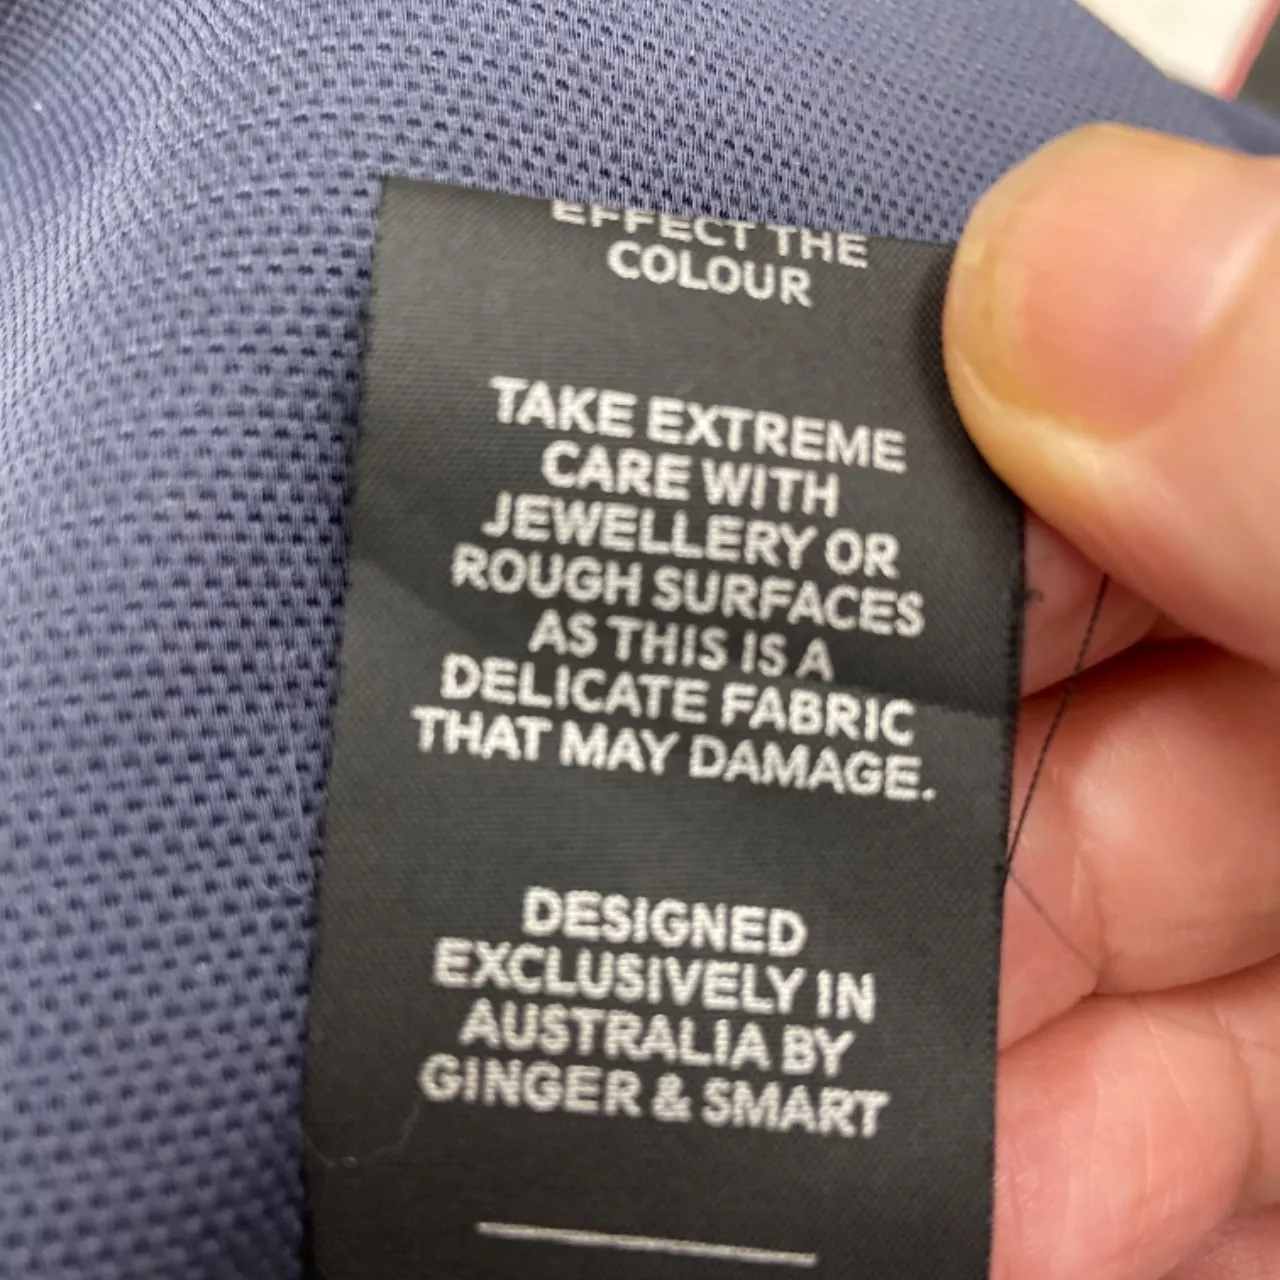 EFFECT THE
COLOUR
TAKE EXTREME
CARE WITH
JEWELLERY OR
ROUGH SURFACES
AS THIS IS A
DELICATE FABRIC
THAT MAY DAMAGE.
DESIGNED
EXCLUSIVELY IN
AUSTRALIA BY
GINGER & SMART